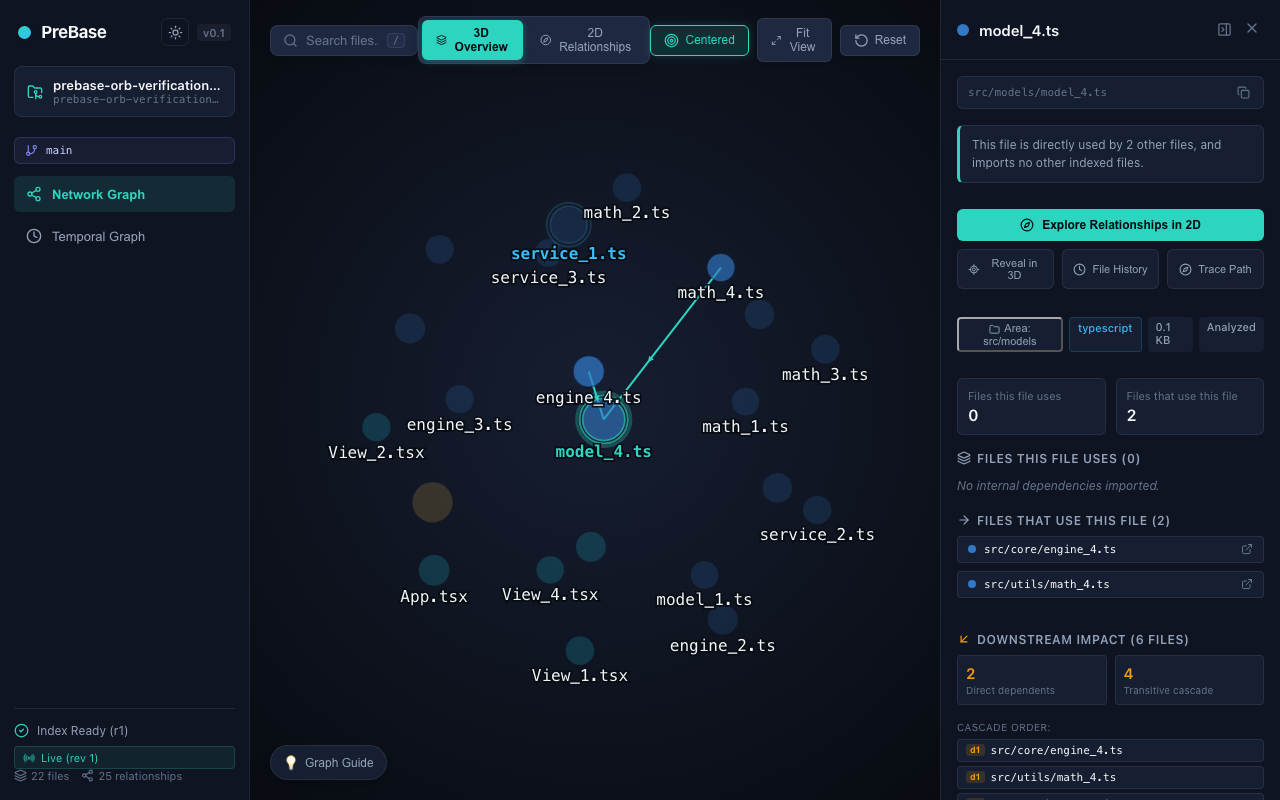 PreBase
v0.1
prebase-orb-verification...
prebase-orb-verification…
main
Network Graph
Temporal Graph
Index Ready (r1)
Live (rev 1)
22 files
25 relationships
Search files.
/
3D
Overview
2D
Relationships
Centered
Fit
View
Reset
math_2.ts
service_1.ts
service_3.ts
math_4.ts
math_3.ts
engine_4.ts
engine_3.ts
math_1.ts
View_2.tsx
model_4.ts
service_2.ts
App.tsx
View_4.tsx
model_1.ts
engine_2.ts
View_1.tsx
Graph Guide
model_4.ts
src/models/model_4.ts
This file is directly used by 2 other files, and
imports no other indexed files.
Explore Relationships in 2D
Reveal in
3D
File History
Trace Path
Area:
src/models
typescript
0.1
KB
Analyzed
Files this file uses
0
Files that use this file
2
FILES THIS FILE USES (0)
No internal dependencies imported.
FILES THAT USE THIS FILE (2)
src/core/engine_4.ts
src/utils/math_4.ts
DOWNSTREAM IMPACT (6 FILES)
2
Direct dependents
4
Transitive cascade
CASCADE ORDER:
d1 src/core/engine_4.ts
d1 src/utils/math_4.ts